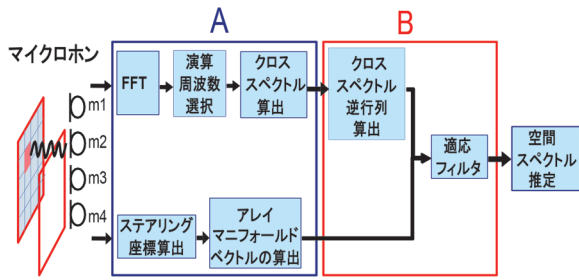 A
B
マイクロホン
m1
m2
m3
m4
FFT
演算
周波数
選択
クロス
スペクトル
算出
クロス
スペクトル
逆行列
算出
適応
フィルタ
空間
スペクトル
推定
ステアリング
座標算出
アレイ
マニフォールド
ベクトルの算出